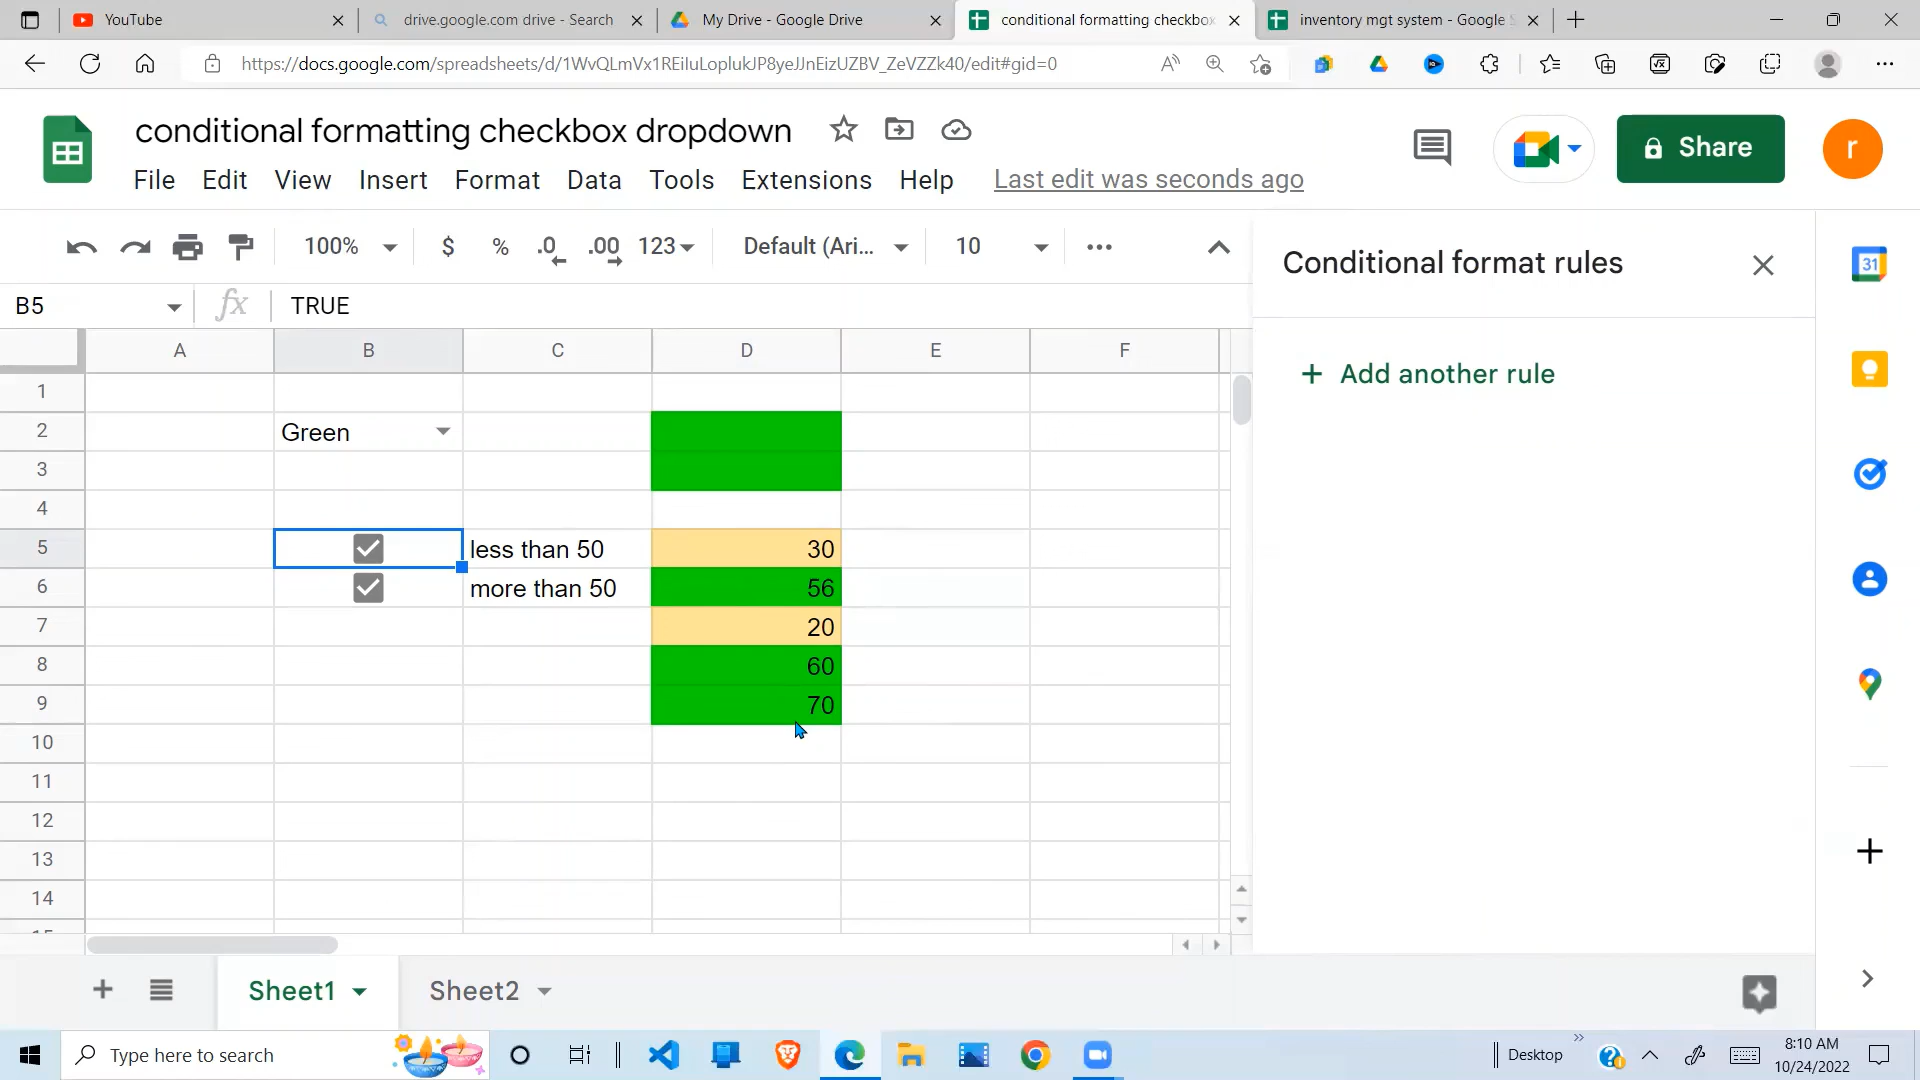 YouTube
drive.google.com drive - Search
My Drive - Google Drive
conditional formatting checkbox
inventory mgt system - Google S
https://docs.google.com/spreadsheets/d/1WvQLmVx1REiluLoplukJP8yeJJnEizUZBV_ZeVZZk40/edit#gid=0
conditional formatting checkbox dropdown
File Edit View Insert Format Data Tools Extensions Help Last edit was seconds ago
Share
r
100% $ % .0 .00 123 Default (Ari... 10
Conditional format rules
31
B5 fx TRUE
A B C D E F
Add another rule
1
2 Green
3
4
5 less than 50 30
6 more than 50 56
7 20
8 60
9 70
10
11
12
13
14
Sheet1 Sheet2
Type here to search
Desktop
8:10 AM
10/24/2022